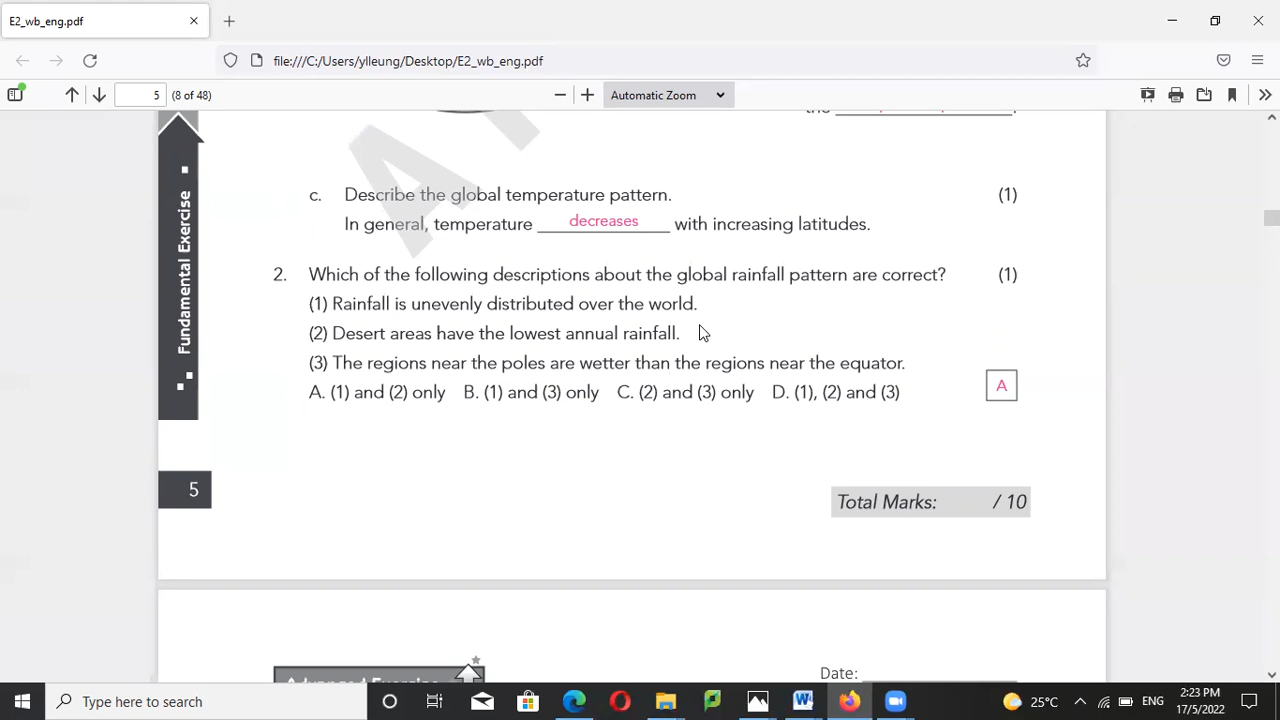 E2_wb_eng.pdf
file:///C:/Users/ylleung/Desktop/E2_wb_eng.pdf
5 (8 of 48) Automatic Zoom
the
Fundamental Exercise
c. Describe the global temperature pattern. (1)
In general, temperature decreases with increasing latitudes.
2. Which of the following descriptions about the global rainfall pattern are correct? (1)
(1) Rainfall is unevenly distributed over the world.
(2) Desert areas have the lowest annual rainfall.
(3) The regions near the poles are wetter than the regions near the equator.
A. (1) and (2) only B. (1) and (3) only C. (2) and (3) only D. (1), (2) and (3) A
5
Total Marks: / 10
Advanced Exercise Date:
Type here to search
25°C ENG 2:23 PM
17/5/2022